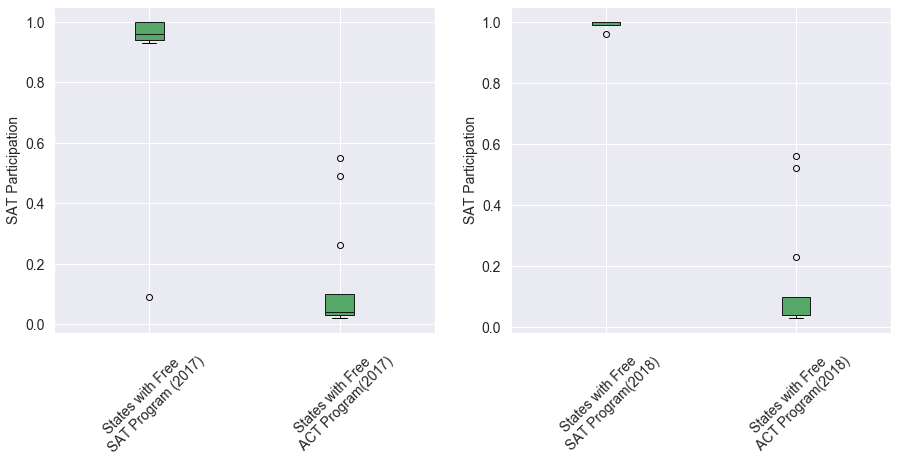 1.0
0.8
0.6
0.4
0.2
0.0
SAT Participation
States with Free
SAT Program (2017)
States with Free
ACT Program(2017)
1.0
0.8
0.6
0.4
0.2
0.0
SAT Participation
States with Free
SAT Program(2018)
States with Free
ACT Program(2018)